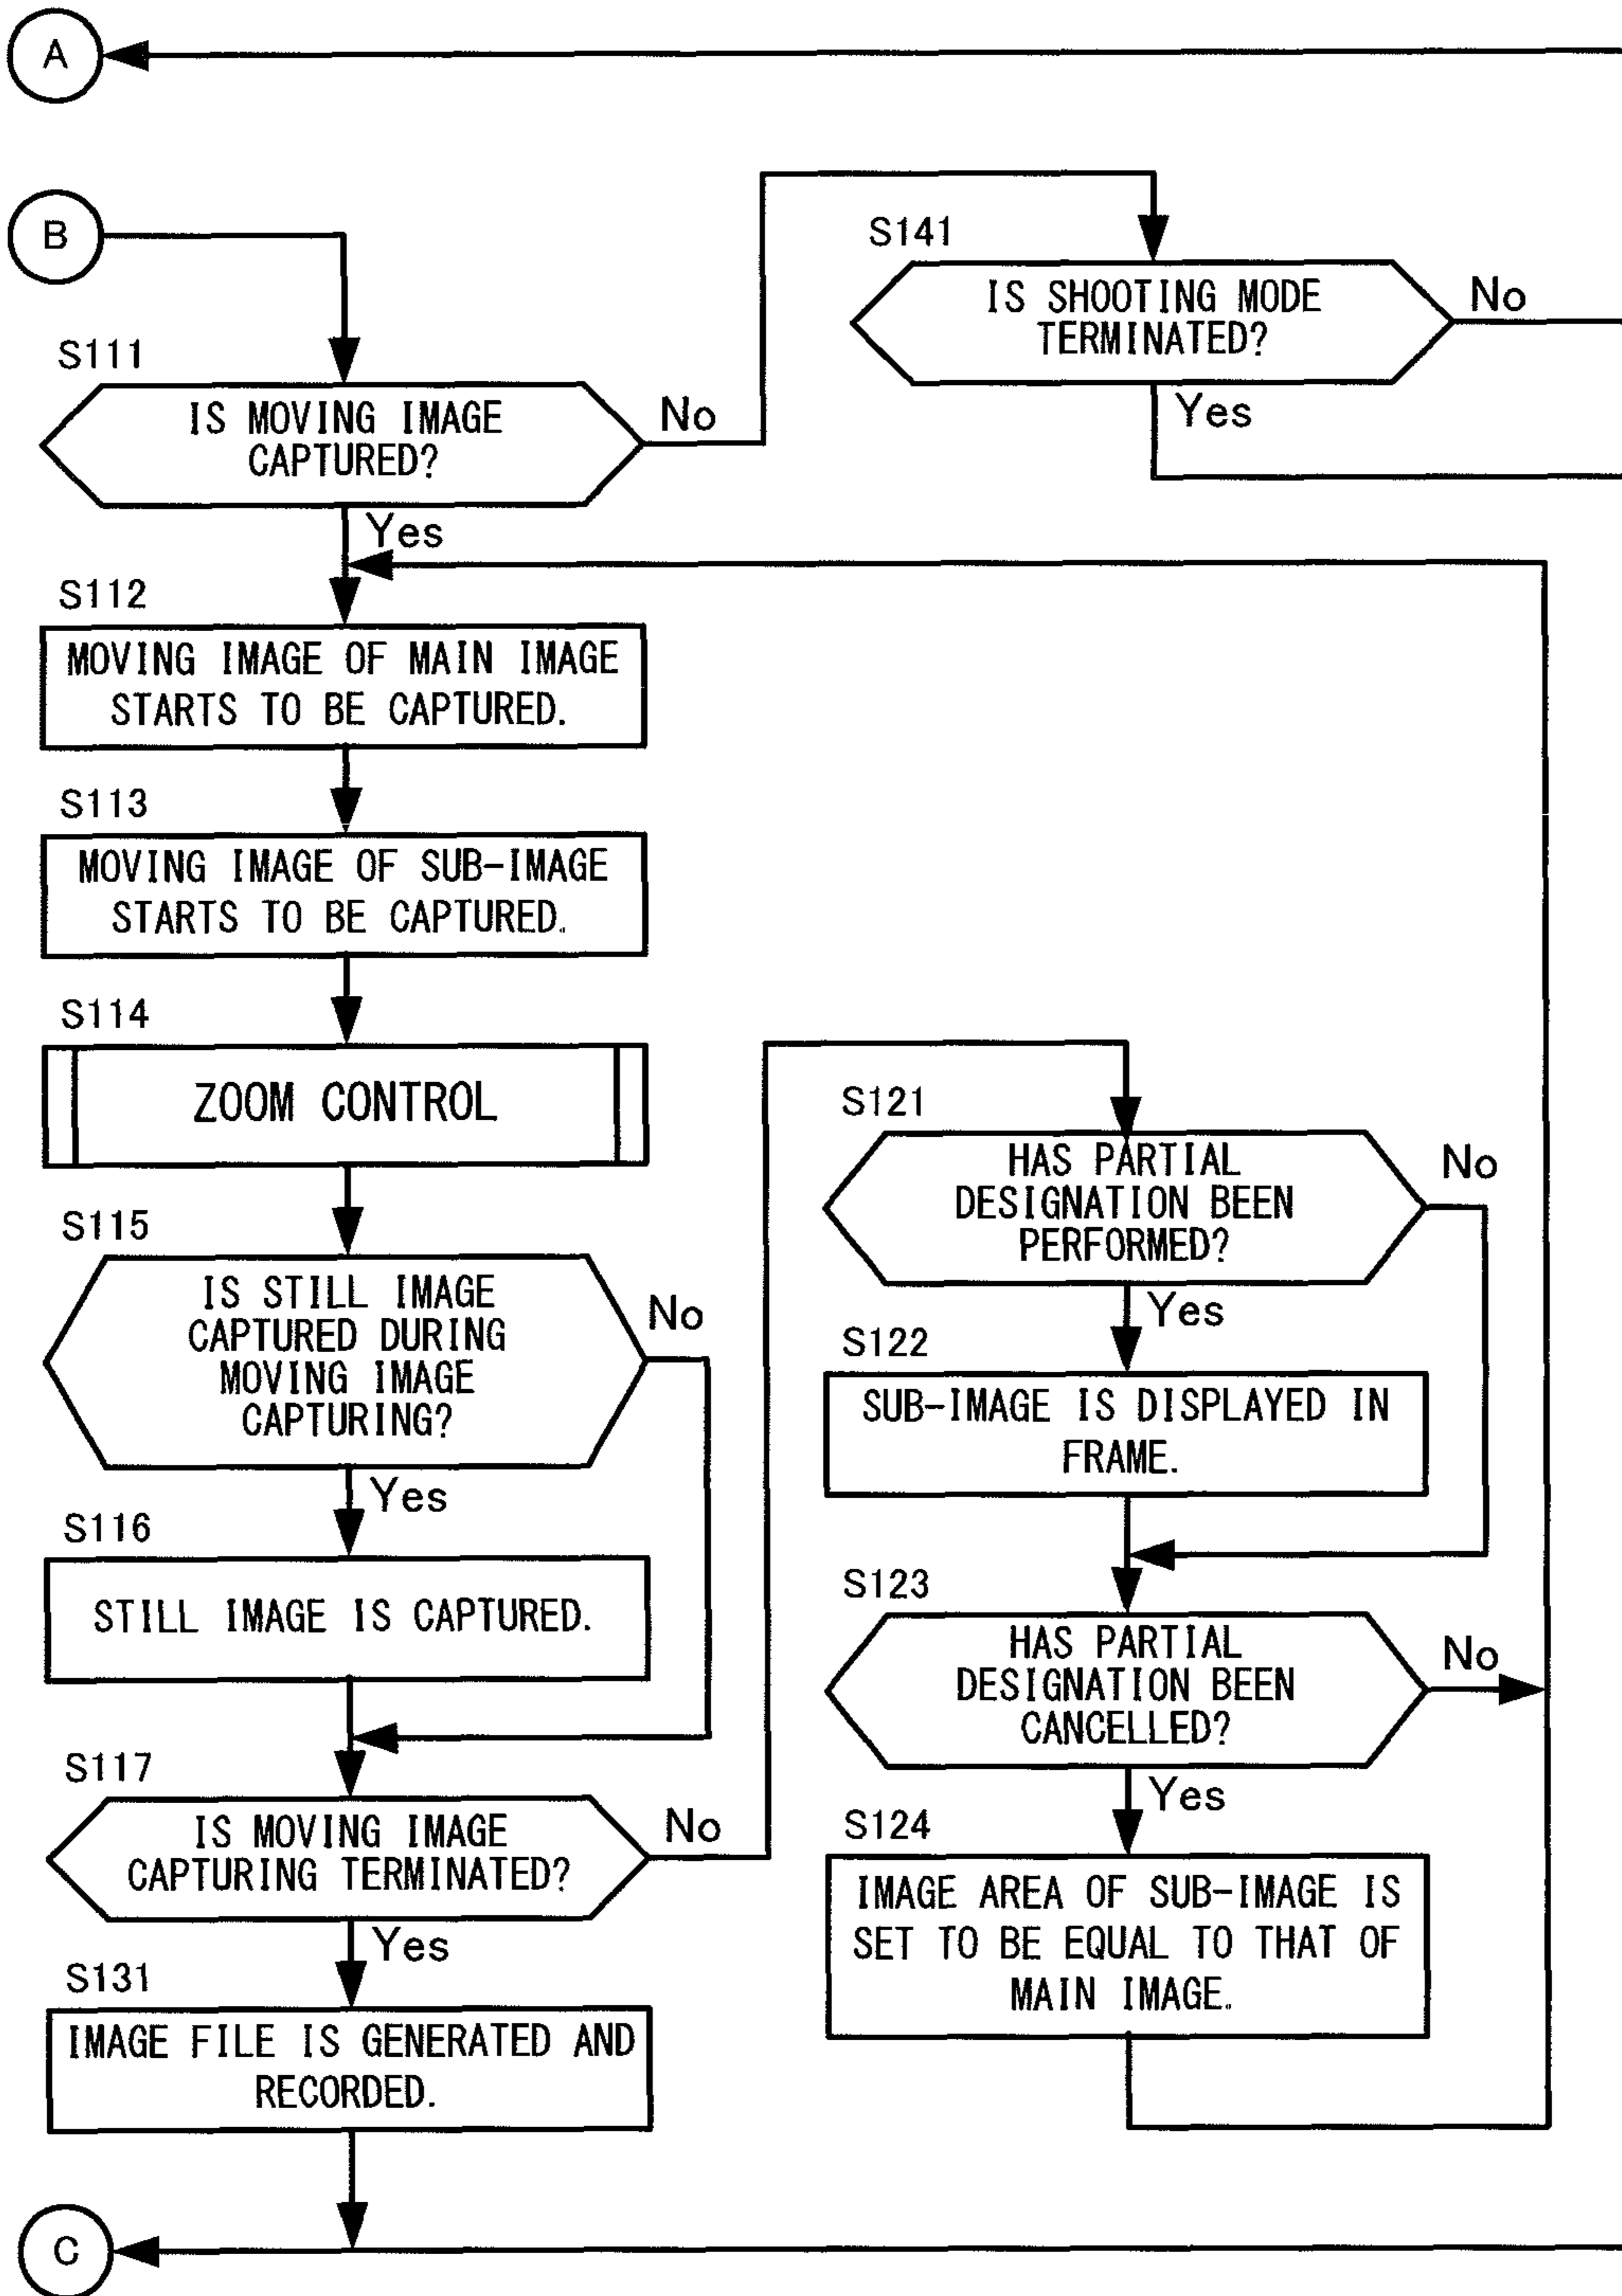 A
B
S111
IS MOVING IMAGE
CAPTURED?
No
Yes
S141
IS SHOOTING MODE
TERMINATED?
No
Yes
S112
MOVING IMAGE OF MAIN IMAGE
STARTS TO BE CAPTURED.
S113
MOVING IMAGE OF SUB-IMAGE
STARTS TO BE CAPTURED.
S114
ZOOM CONTROL
S115
IS STILL IMAGE
CAPTURED DURING
MOVING IMAGE
CAPTURING?
No
Yes
S116
STILL IMAGE IS CAPTURED.
S117
IS MOVING IMAGE
CAPTURING TERMINATED?
No
Yes
S121
HAS PARTIAL
DESIGNATION BEEN
PERFORMED?
No
Yes
S122
SUB-IMAGE IS DISPLAYED IN
FRAME.
S123
HAS PARTIAL
DESIGNATION BEEN
CANCELLED?
No
Yes
S124
IMAGE AREA OF SUB-IMAGE IS
SET TO BE EQUAL TO THAT OF
MAIN IMAGE.
S131
IMAGE FILE IS GENERATED AND
RECORDED.
C